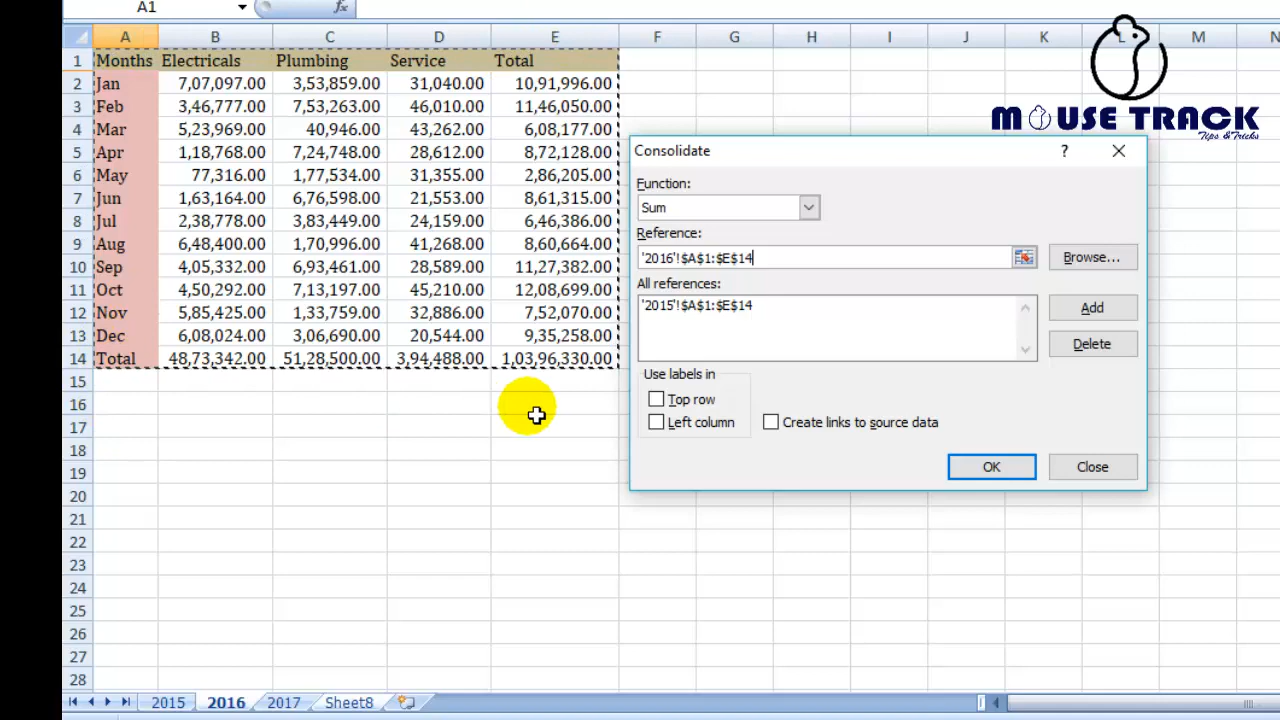 A1 fx
A B C D E F G H I J K L M N
1 Months Electricals Plumbing Service Total
2 Jan 7,07,097.00 3,53,859.00 31,040.00 10,91,996.00
3 Feb 3,46,777.00 7,53,263.00 46,010.00 11,46,050.00
4 Mar 5,23,969.00 40,946.00 43,262.00 6,08,177.00
5 Apr 1,18,768.00 7,24,748.00 28,612.00 8,72,128.00
6 May 77,316.00 1,77,534.00 31,355.00 2,86,205.00
7 Jun 1,63,164.00 6,76,598.00 21,553.00 8,61,315.00
8 Jul 2,38,778.00 3,83,449.00 24,159.00 6,46,386.00
9 Aug 6,48,400.00 1,70,996.00 41,268.00 8,60,664.00
10 Sep 4,05,332.00 6,93,461.00 28,589.00 11,27,382.00
11 Oct 4,50,292.00 7,13,197.00 45,210.00 12,08,699.00
12 Nov 5,85,425.00 1,33,759.00 32,886.00 7,52,070.00
13 Dec 6,08,024.00 3,06,690.00 20,544.00 9,35,258.00
14 Total 48,73,342.00 51,28,500.00 3,94,488.00 1,03,96,330.00
15
16
17
18
19
20
21
22
23
24
25
26
27
28
MOUSE TRACK
Tips & Tricks
Consolidate ?
Function:
Sum
Reference:
'2016'!$A$1:$E$14 Browse...
All references:
'2015'!$A$1:$E$14
Add
Delete
Use labels in
Top row
Left column Create links to source data
OK Close
2015 2016 2017 Sheet8